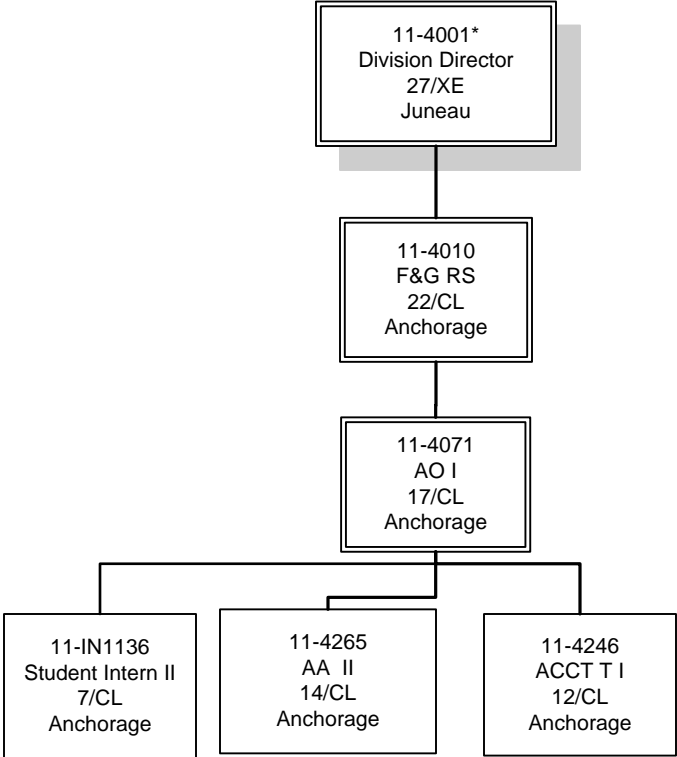 11-4001*
Division Director
27/XE
Juneau
11-4010
F&G RS
22/CL
Anchorage
11-4071
AO I
17/CL
Anchorage
11-IN1136
Student Intern II
7/CL
Anchorage
11-4265
AA II
14/CL
Anchorage
11-4246
ACCT T I
12/CL
Anchorage